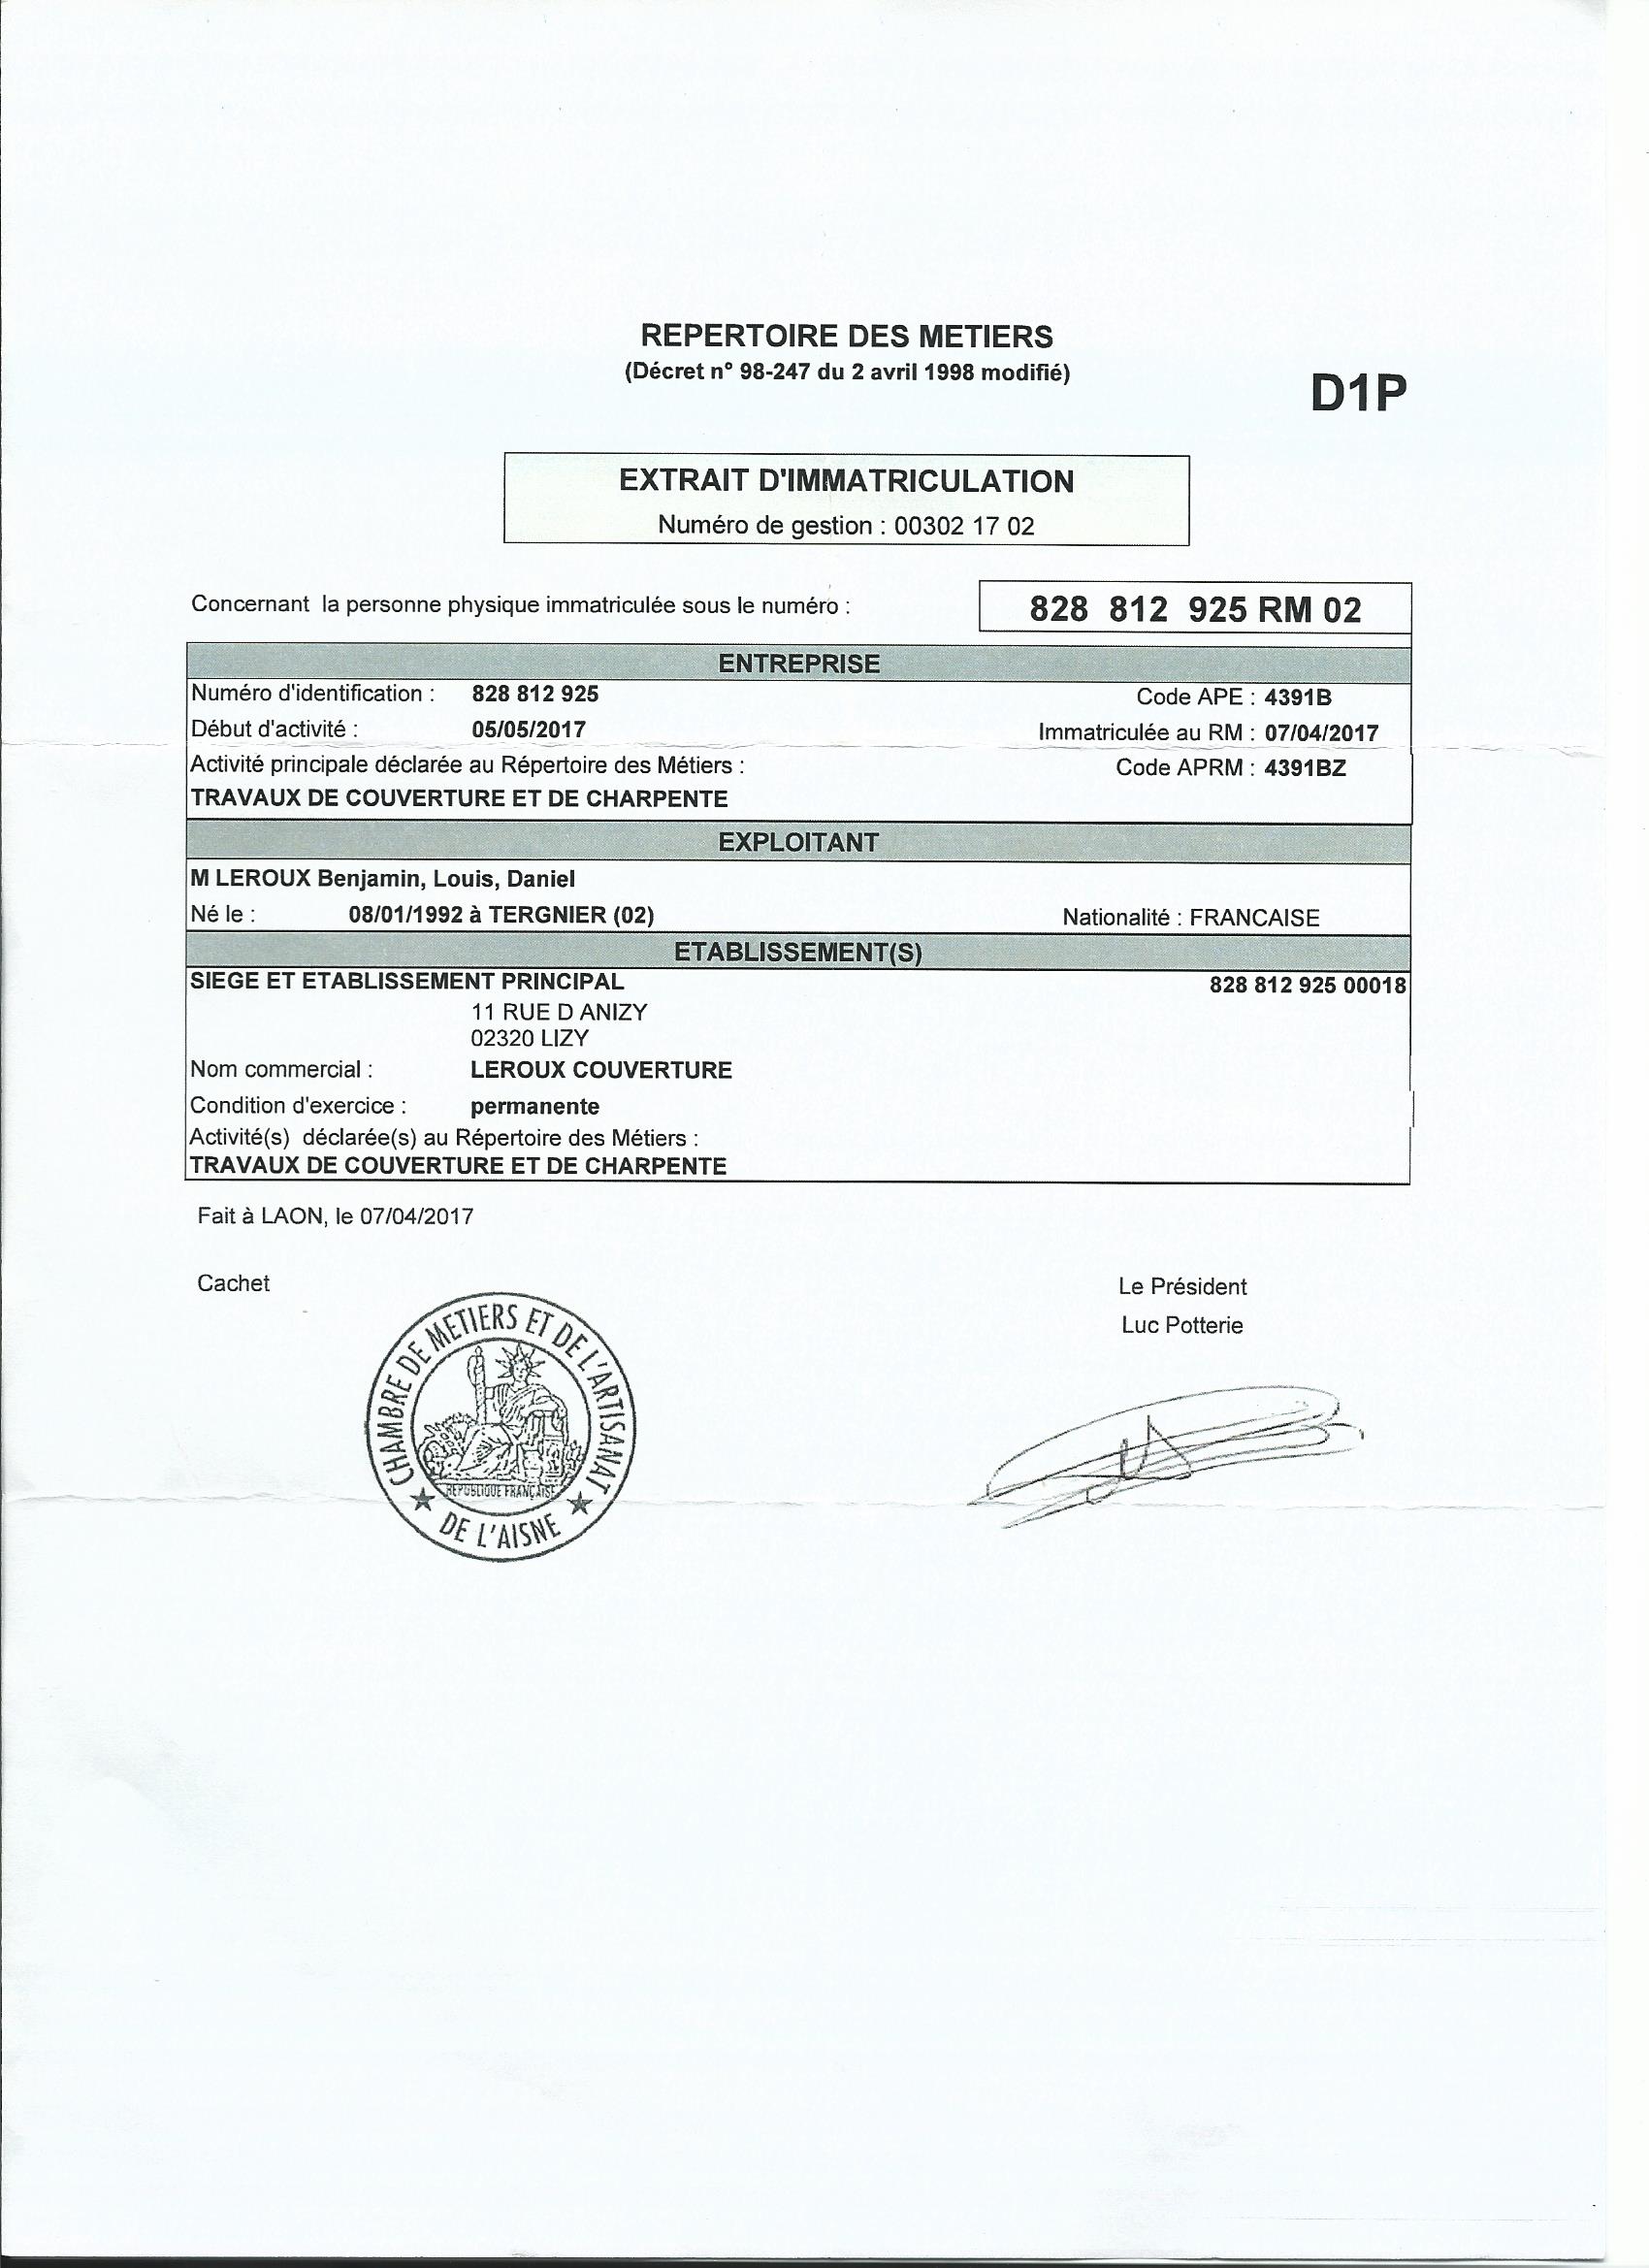 REPERTOIRE DES METIERS
(Décret n° 98-247 du 2 avril 1998 modifié)
D1P
EXTRAIT D'IMMATRICULATION
Numéro de gestion : 00302 17 02
Concernant la personne physique immatriculée sous le numéro :
828 812 925 RM 02
ENTREPRISE
Numéro d'identification : 828 812 925 Code APE : 4391B
Début d'activité : 05/05/2017 Immatriculée au RM : 07/04/2017
Activité principale déclarée au Répertoire des Métiers : Code APRM : 4391BZ
TRAVAUX DE COUVERTURE ET DE CHARPENTE
EXPLOITANT
M LEROUX Benjamin, Louis, Daniel
Né le : 08/01/1992 à TERGNIER (02) Nationalité : FRANCAISE
ETABLISSEMENT(S)
SIEGE ET ETABLISSEMENT PRINCIPAL 828 812 925 00018
11 RUE D ANIZY
02320 LIZY
Nom commercial : LEROUX COUVERTURE
Condition d'exercice : permanente
Activité(s) déclarée(s) au Répertoire des Métiers :
TRAVAUX DE COUVERTURE ET DE CHARPENTE
Fait à LAON, le 07/04/2017
Cachet
Le Président
Luc Potterie
CHAMBRE DE METIERS ET DE L'ARTISANAT
REPUBLIQUE FRANÇAISE
DE L'AISNE